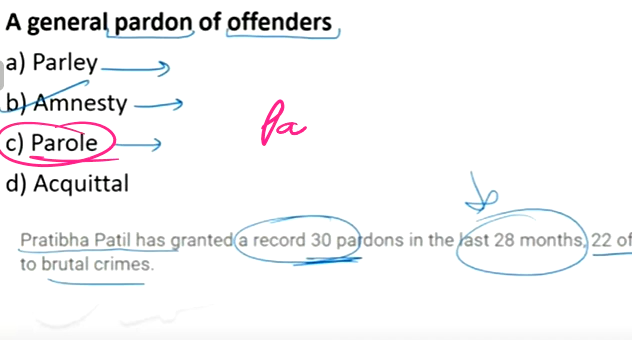 A general pardon of offenders
a) Parley
b) Amnesty
c) Parole
Pa
d) Acquittal
Pratibha Patil has granted a record 30 pardons in the last 28 months, 22 of
to brutal crimes.